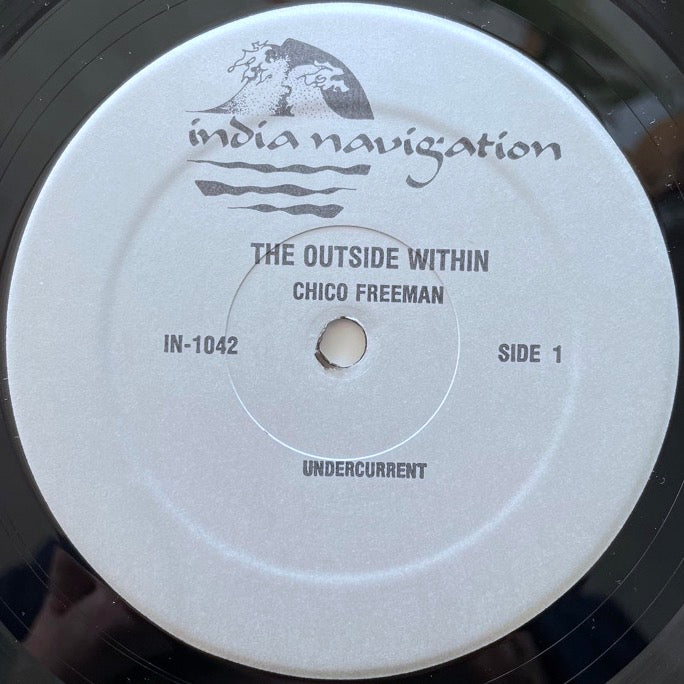 india navigation
THE OUTSIDE WITHIN
CHICO FREEMAN
IN-1042
SIDE 1
UNDERCURRENT